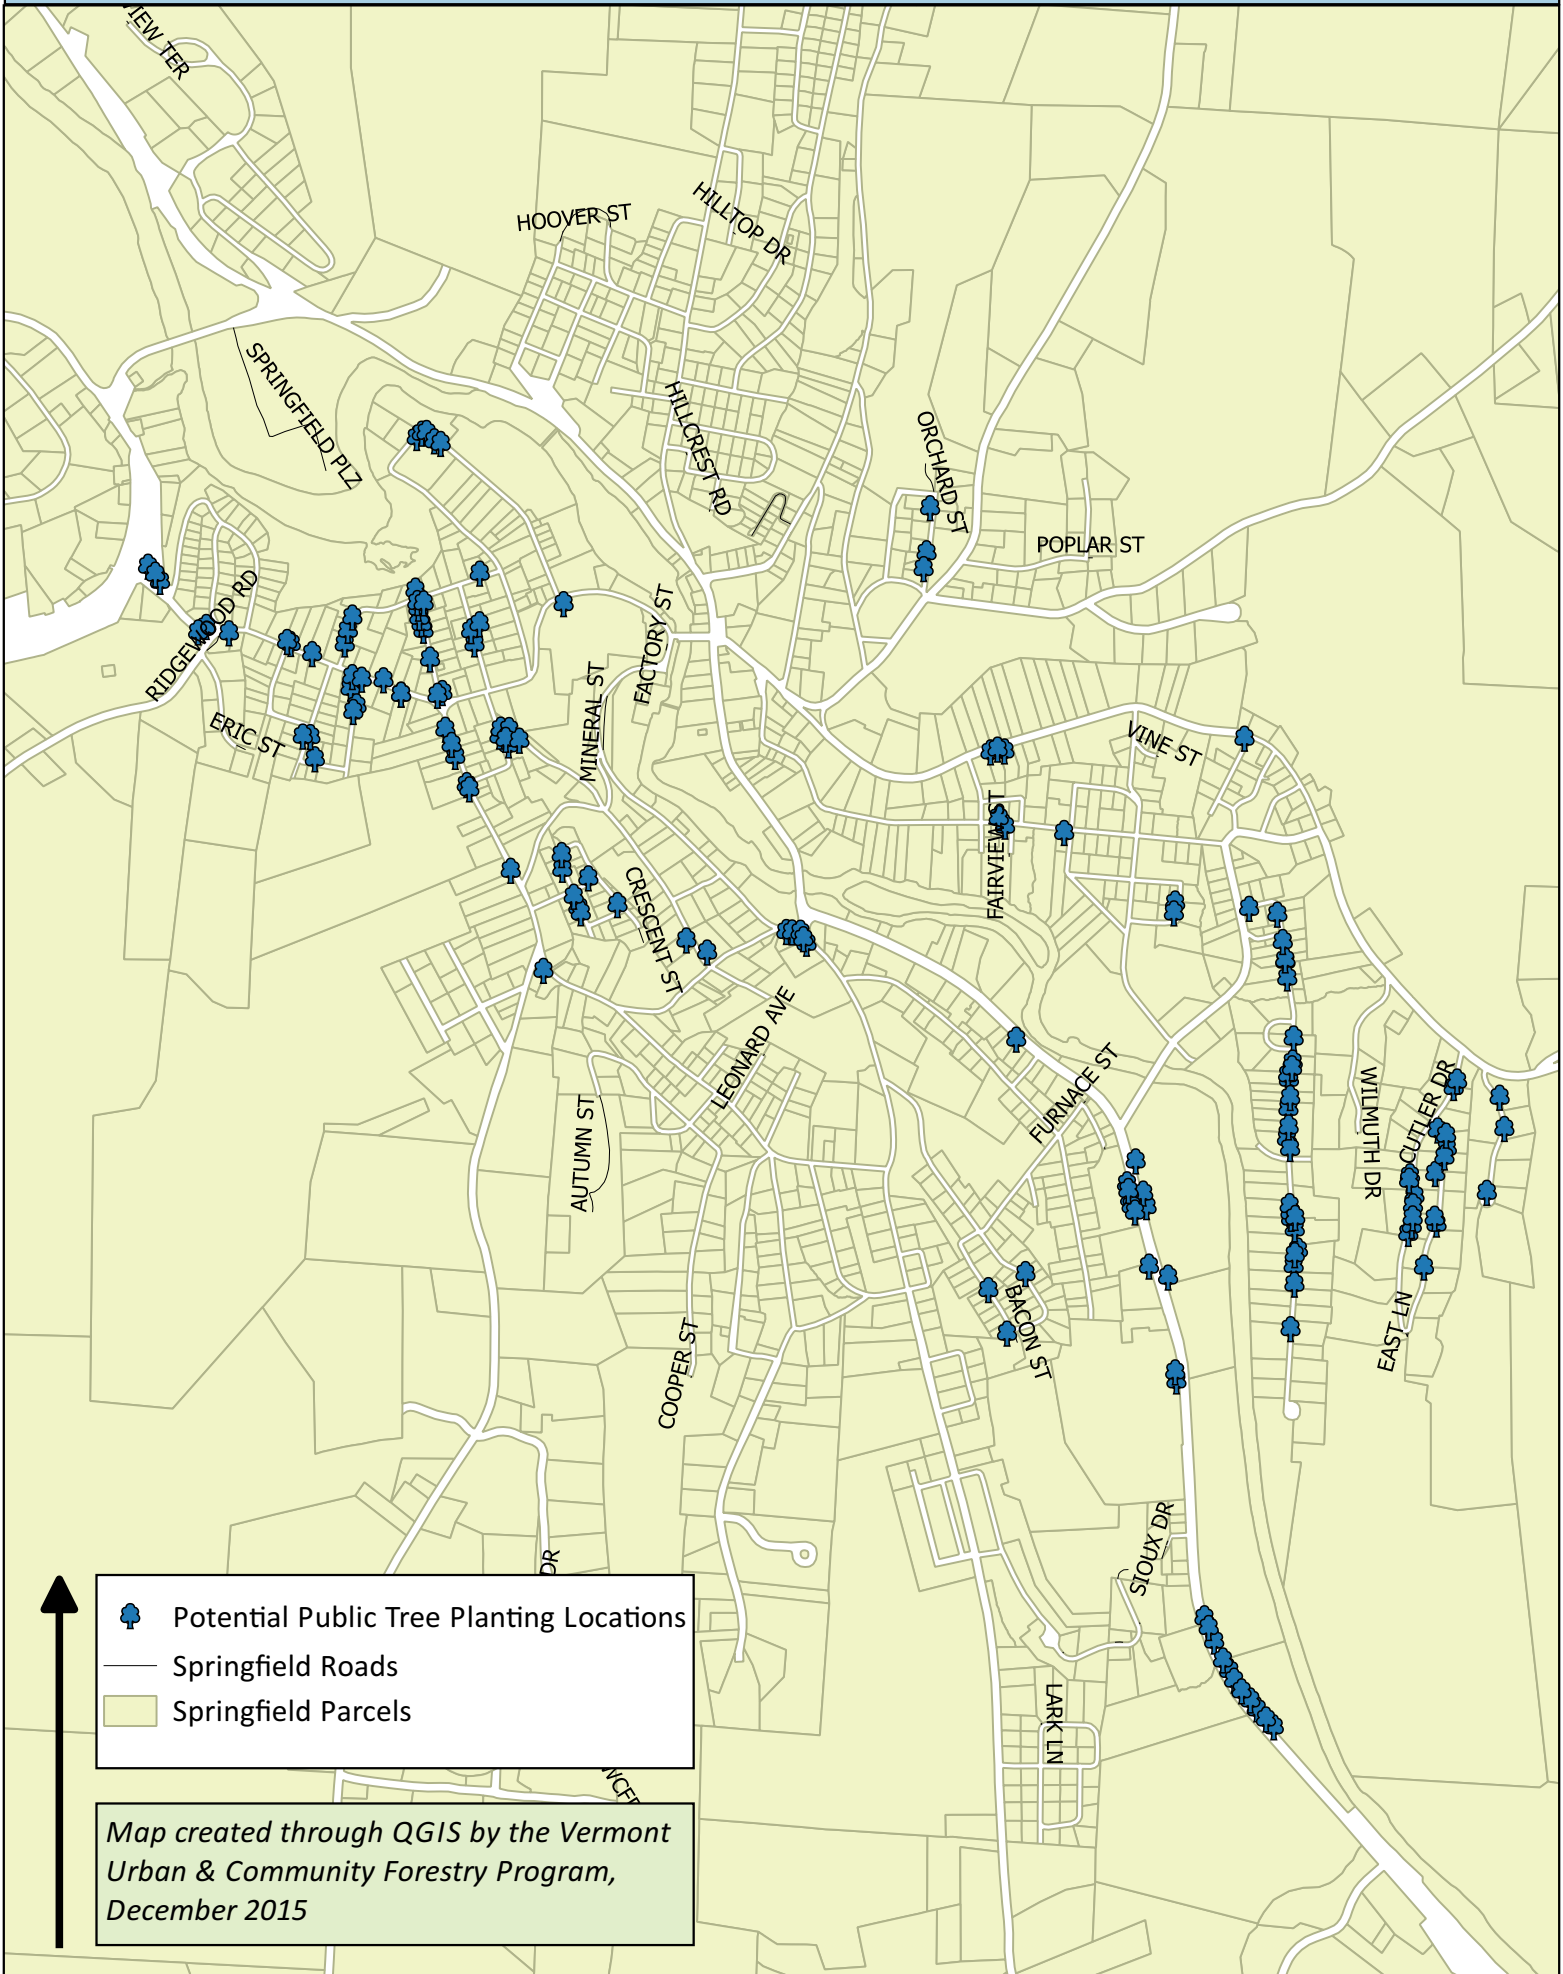 VIEW TER
HOOVER ST
HILLTOP DR
SPRINGFIELD PLZ
HILLCREST RD
ORCHARD ST
POPLAR ST
RIDGEWOOD RD
FACTORY ST
MINERAL ST
ERIC ST
VINE ST
FAIRVIEW ST
CRESCENT ST
LEONARD AVE
FURNACE ST
AUTUMN ST
WILMUTH DR
CUTLER DR
EAST LN
BACON ST
COOPER ST
SIOUX DR
DR
LARK LN
Potential Public Tree Planting Locations
Springfield Roads
Springfield Parcels
Map created through QGIS by the Vermont
Urban & Community Forestry Program,
December 2015